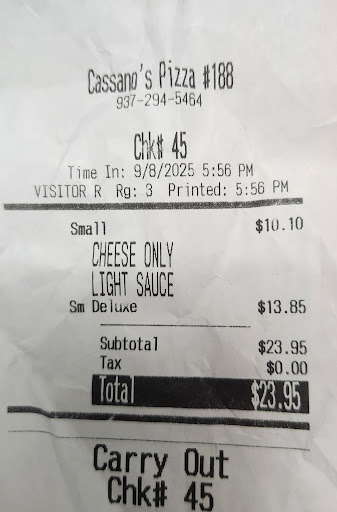 Cassano's Pizza #188
937-294-5464
Chk# 45
Time In: 9/8/2025 5:56 PM
VISITOR R Rg: 3 Printed: 5:56 PM
Small $10.10
CHEESE ONLY
LIGHT SAUCE
Sm Deluxe $13.85
Subtotal $23.95
Tax $0.00
Total $23.95
Carry Out
Chk# 45